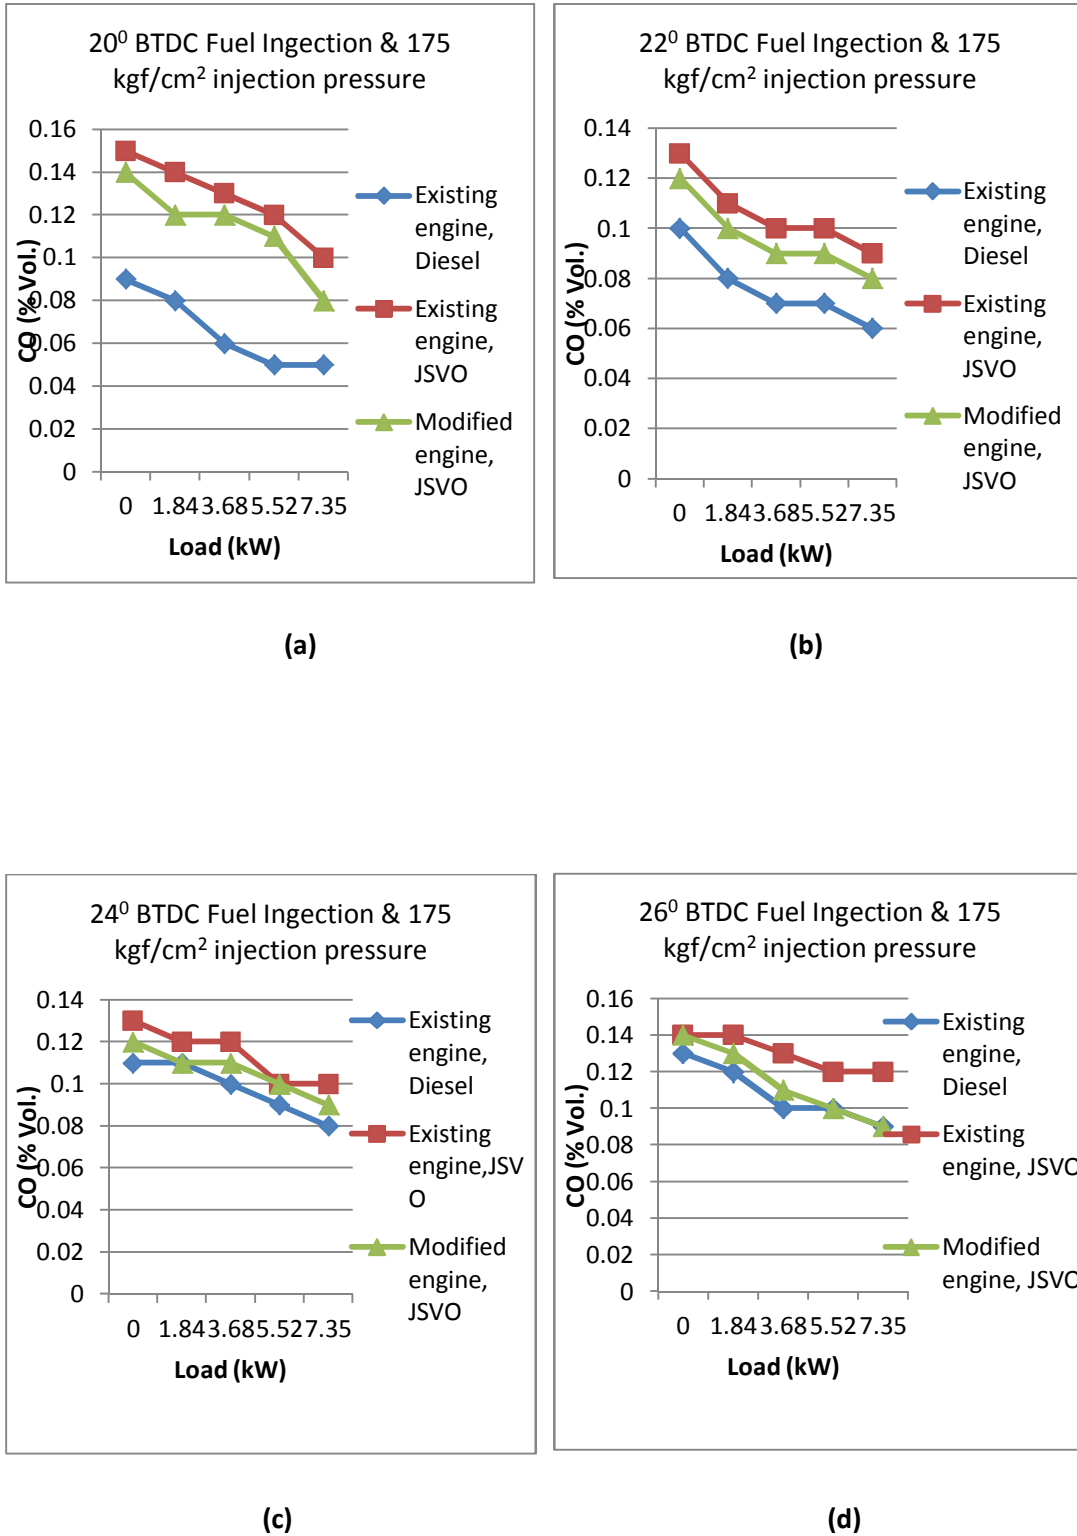 20⁰ BTDC Fuel Ingection & 175
kgf/cm² injection pressure
0.16
0.14
0.12
0.1
0.08
0.06
0.04
0.02
0
CO (% Vol.)
0 1.84 3.68 5.52 7.35
Load (kW)
Existing
engine,
Diesel
Existing
engine,
JSVO
Modified
engine,
JSVO
(a)
22⁰ BTDC Fuel Ingection & 175
kgf/cm² injection pressure
0.14
0.12
0.1
0.08
0.06
0.04
0.02
0
CO (% Vol.)
0 1.84 3.68 5.52 7.35
Load (kW)
Existing
engine,
Diesel
Existing
engine,
JSVO
Modified
engine,
JSVO
(b)
24⁰ BTDC Fuel Ingection & 175
kgf/cm² injection pressure
0.14
0.12
0.1
0.08
0.06
0.04
0.02
0
CO (% Vol.)
0 1.84 3.68 5.52 7.35
Load (kW)
Existing
engine,
Diesel
Existing
engine,JSV
O
Modified
engine,
JSVO
(c)
26⁰ BTDC Fuel Ingection & 175
kgf/cm² injection pressure
0.16
0.14
0.12
0.1
0.08
0.06
0.04
0.02
0
CO (% Vol.)
0 1.84 3.68 5.52 7.35
Load (kW)
Existing
engine,
Diesel
Existing
engine, JSVO
Modified
engine, JSVO
(d)